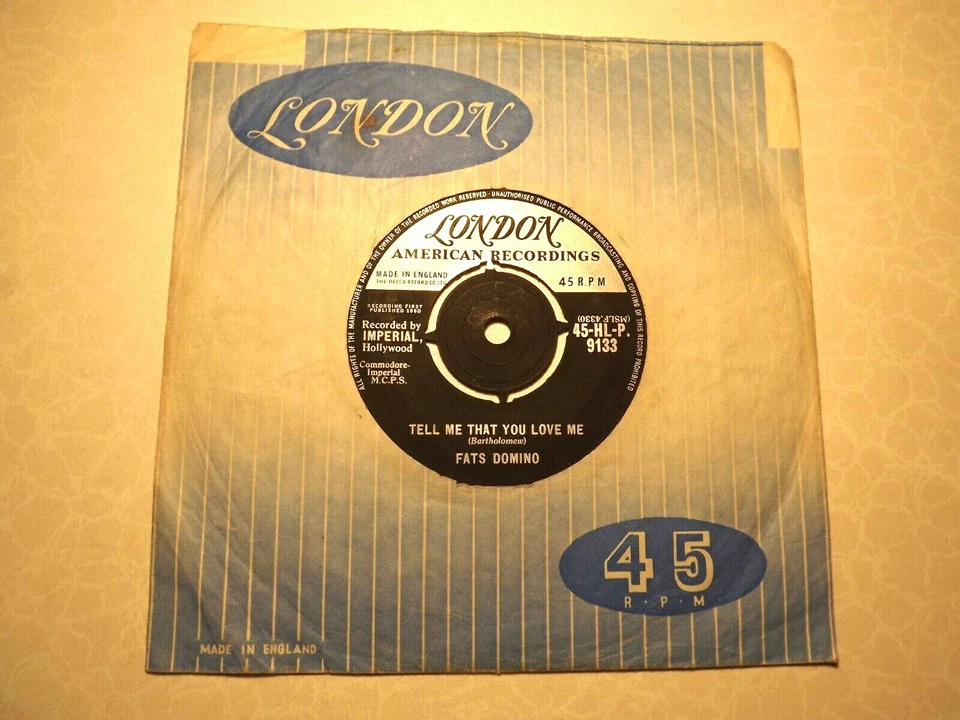 LONDON
ALL RIGHTS OF THE MANUFACTURER AND OF THE OWNER OF THE RECORDED WORK RESERVED · UNAUTHORISED PUBLIC PERFORMANCE BROADCASTING AND COPYING OF THIS RECORD PROHIBITED
LONDON
AMERICAN RECORDINGS
MADE IN ENGLAND
THE DECCA RECORD CO LTD
45 R.P.M
RECORDING FIRST
PUBLISHED 1960
Recorded by
IMPERIAL,
Hollywood
Commodore-
Imperial
M.C.P.S.
(MSLF.4330)
45-HL-P.
9133
TELL ME THAT YOU LOVE ME
(Bartholomew)
FATS DOMINO
45
R·P·M
MADE IN ENGLAND